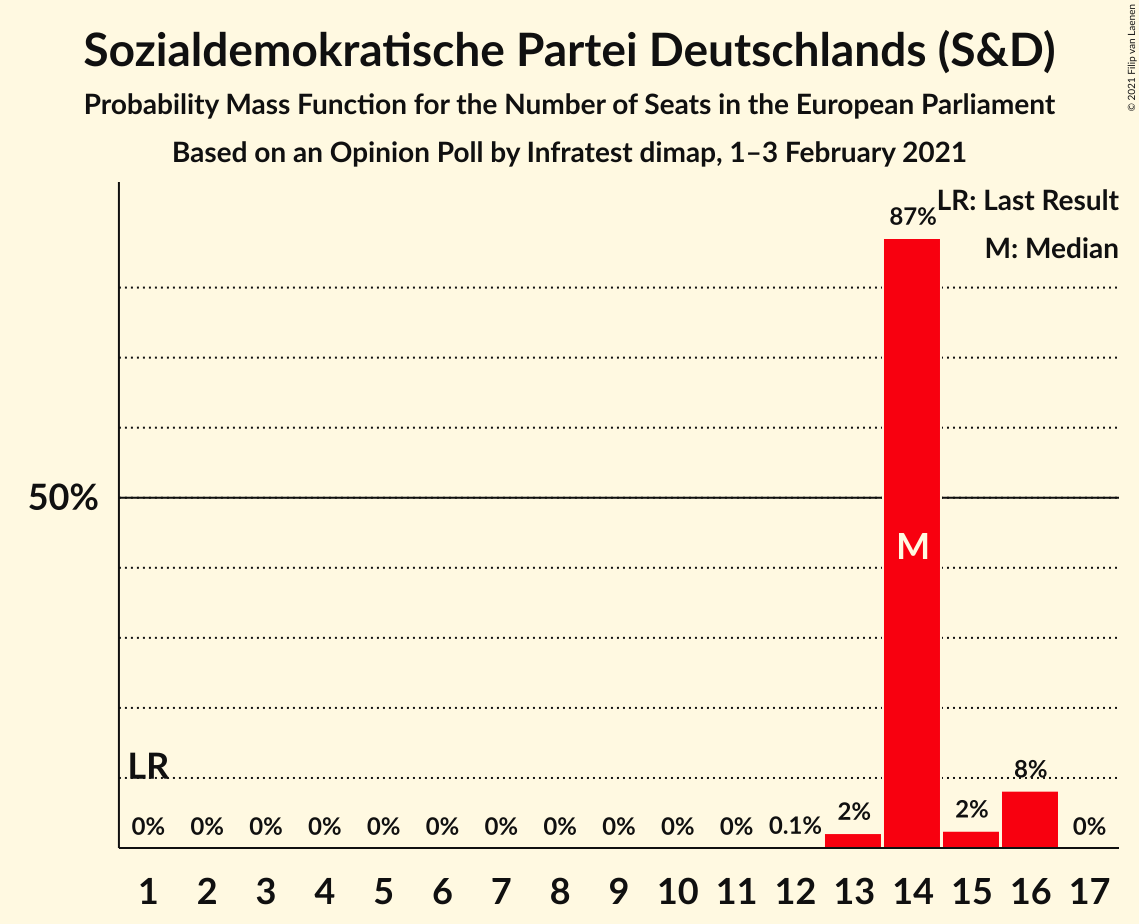 Sozialdemokratische Partei Deutschlands (S&D)
Probability Mass Function for the Number of Seats in the European Parliament
Based on an Opinion Poll by Infratest dimap, 1–3 February 2021
© 2021 Filip van Laenen
LR: Last Result
M: Median
87%
50%
M
LR
0% 0% 0% 0% 0% 0% 0% 0% 0% 0% 0% 0.1% 2% 2% 8% 0%
1 2 3 4 5 6 7 8 9 10 11 12 13 14 15 16 17